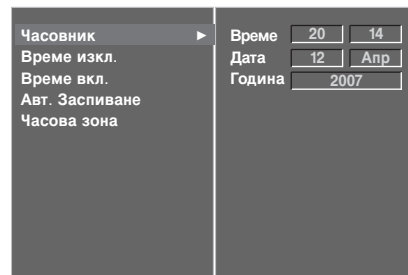 Часовник ►
Време изкл.
Време вкл.
Авт. Заспиване
Часова зона
Време 20 14
Дата 12 Апр
Година 2007